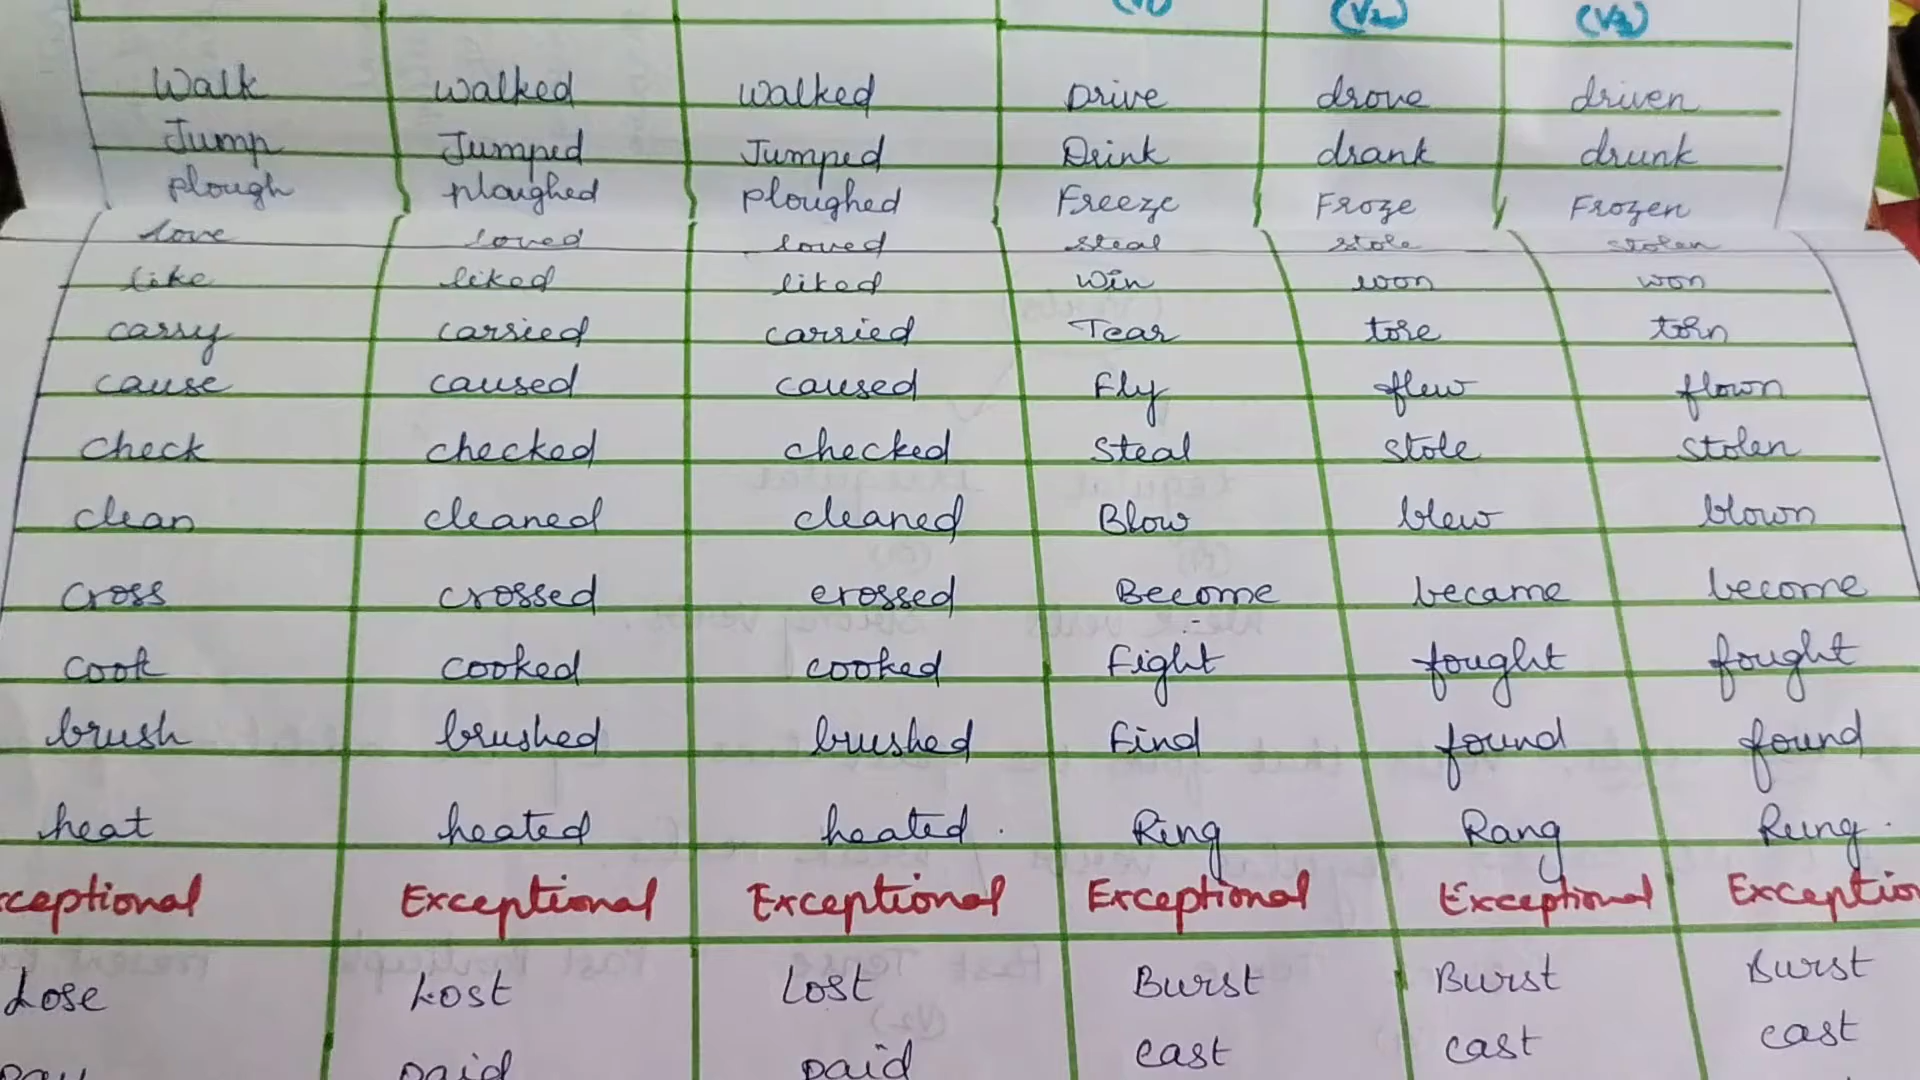 (V1) (V2) (V3)
Walk walked walked Drive drove driven
Jump Jumped Jumped Drink drank drunk
plough ploughed ploughed Freeze Froze Frozen
love loved loved steal stole stolen
like liked liked Win won won
carry carried carried Tear tore torn
cause caused caused Fly flew flown
check checked checked Steal stole stolen
clean cleaned cleaned Blow blew blown
cross crossed crossed Become became become
cook cooked cooked Fight fought fought
brush brushed brushed Find found found
heat heated heated. Ring Rang Rung.
xceptional Exceptional Exceptional Exceptional Exceptional Exceptio
Lose Lost Lost Burst Burst Burst
pay paid paid cast cast cast